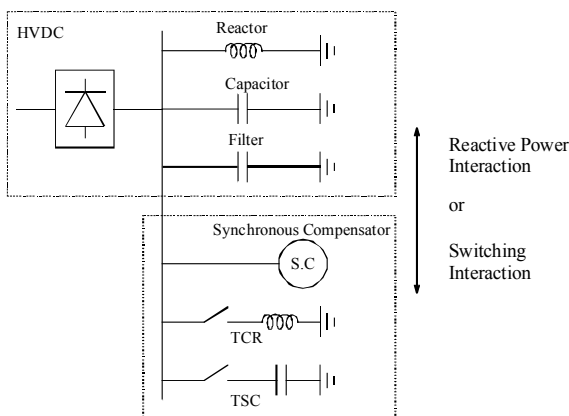 HVDC
Reactor
Capacitor
Filter
Reactive Power
Interaction
or
Switching
Interaction
Synchronous Compensator
S.C
TCR
TSC